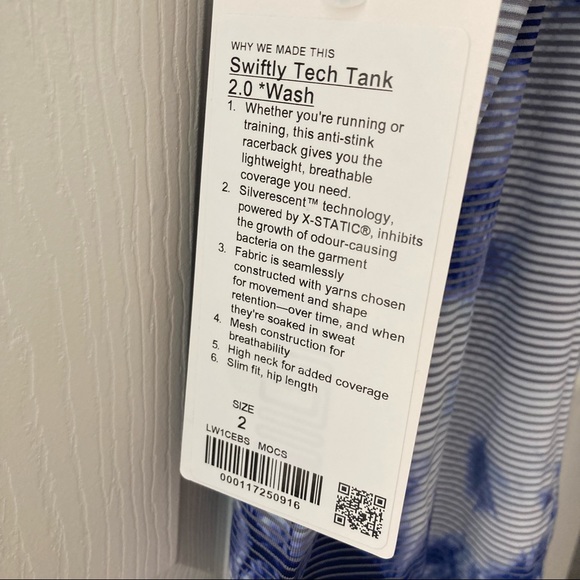 WHY WE MADE THIS
Swiftly Tech Tank
2.0 *Wash
1. Whether you're running or
training, this anti-stink
racerback gives you the
lightweight, breathable
coverage you need.
2. Silverescent™ technology,
powered by X-STATIC®, inhibits
the growth of odour-causing
bacteria on the garment
3. Fabric is seamlessly
constructed with yarns chosen
for movement and shape
retention—over time, and when
they're soaked in sweat
4. Mesh construction for
breathability
5. High neck for added coverage
6. Slim fit, hip length
SIZE
2
LW1CEBS MOCS
000117250916